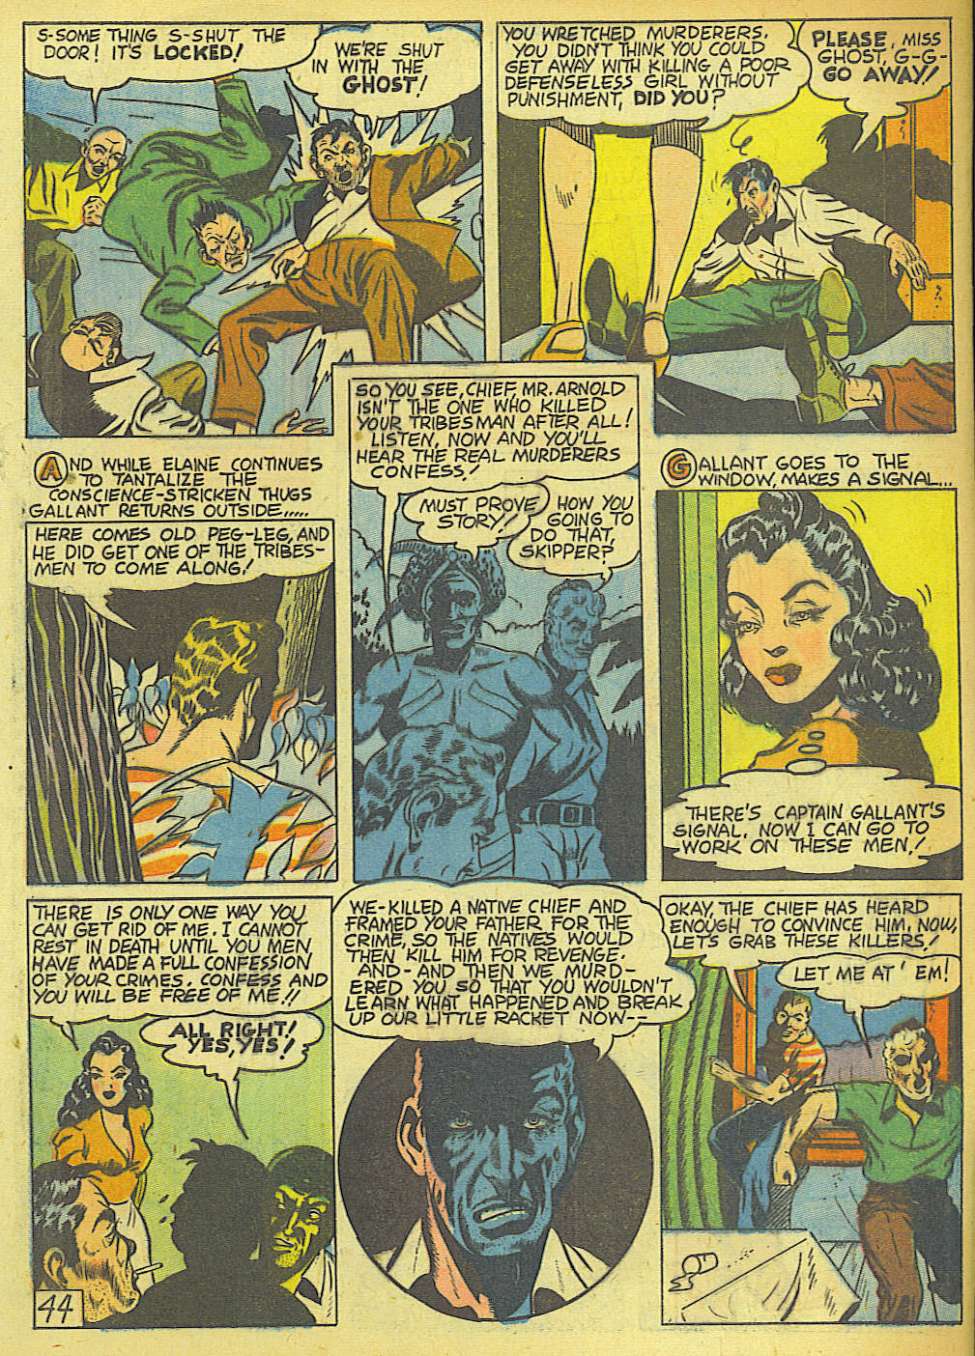 S-SOME THING S-SHUT THE
DOOR! IT'S LOCKED!
WE'RE SHUT
IN WITH THE
GHOST!
YOU WRETCHED MURDERERS.
YOU DIDN'T THINK YOU COULD
GET AWAY WITH KILLING A POOR
DEFENSELESS GIRL WITHOUT
PUNISHMENT, DID YOU?
PLEASE, MISS
GHOST, G-G-
GO AWAY!
AND WHILE ELAINE CONTINUES
TO TANTALIZE THE
CONSCIENCE-STRICKEN THUGS
GALLANT RETURNS OUTSIDE.....
HERE COMES OLD PEG-LEG, AND
HE DID GET ONE OF THE TRIBES-
MEN TO COME ALONG!
SO YOU SEE, CHIEF, MR. ARNOLD
ISN'T THE ONE WHO KILLED
YOUR TRIBESMAN AFTER ALL!
LISTEN, NOW AND YOU'LL
HEAR THE REAL MURDERERS
CONFESS!
MUST PROVE
STORY!
HOW YOU
GOING TO
DO THAT,
SKIPPER?
GALLANT GOES TO THE
WINDOW, MAKES A SIGNAL...
THERE'S CAPTAIN GALLANT'S
SIGNAL. NOW I CAN GO TO
WORK ON THESE MEN!
THERE IS ONLY ONE WAY YOU
CAN GET RID OF ME. I CANNOT
REST IN DEATH UNTIL YOU MEN
HAVE MADE A FULL CONFESSION
OF YOUR CRIMES. CONFESS AND
YOU WILL BE FREE OF ME!!
ALL RIGHT!
YES, YES!
WE-KILLED A NATIVE CHIEF AND
FRAMED YOUR FATHER FOR THE
CRIME, SO THE NATIVES WOULD
THEN KILL HIM FOR REVENGE.
AND- AND THEN WE MURD-
ERED YOU SO THAT YOU WOULDN'T
LEARN WHAT HAPPENED AND BREAK
UP OUR LITTLE RACKET NOW--
OKAY, THE CHIEF HAS HEARD
ENOUGH TO CONVINCE HIM, NOW,
LET'S GRAB THESE KILLERS!
LET ME AT 'EM!
44